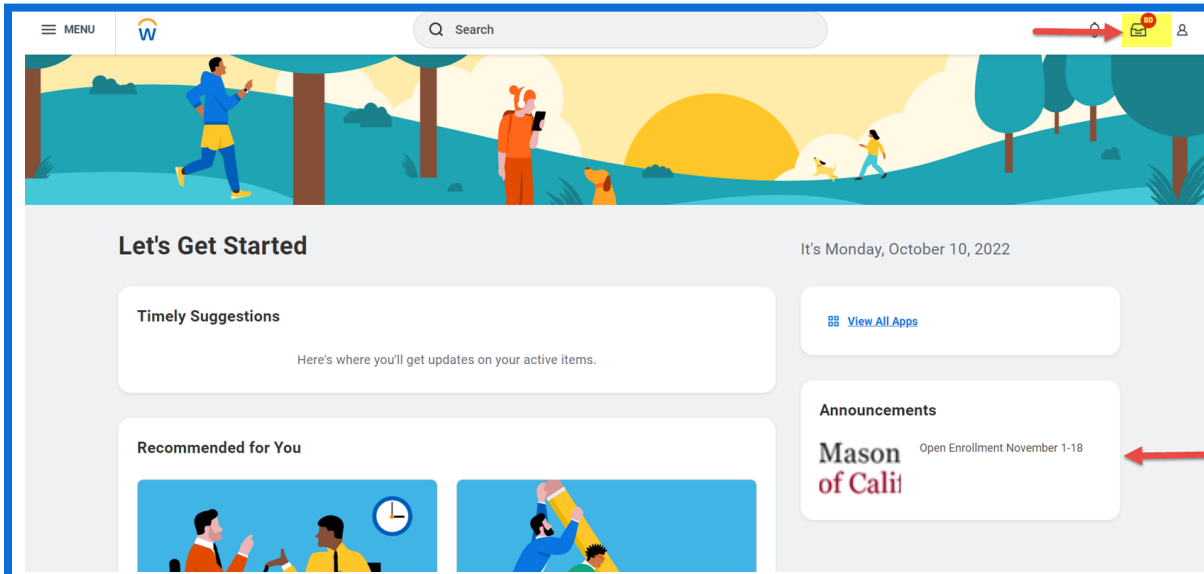 MENU
W
Search
80
Let's Get Started
It's Monday, October 10, 2022
Timely Suggestions
Here's where you'll get updates on your active items.
View All Apps
Announcements
Mason
of Calif
Open Enrollment November 1-18
Recommended for You